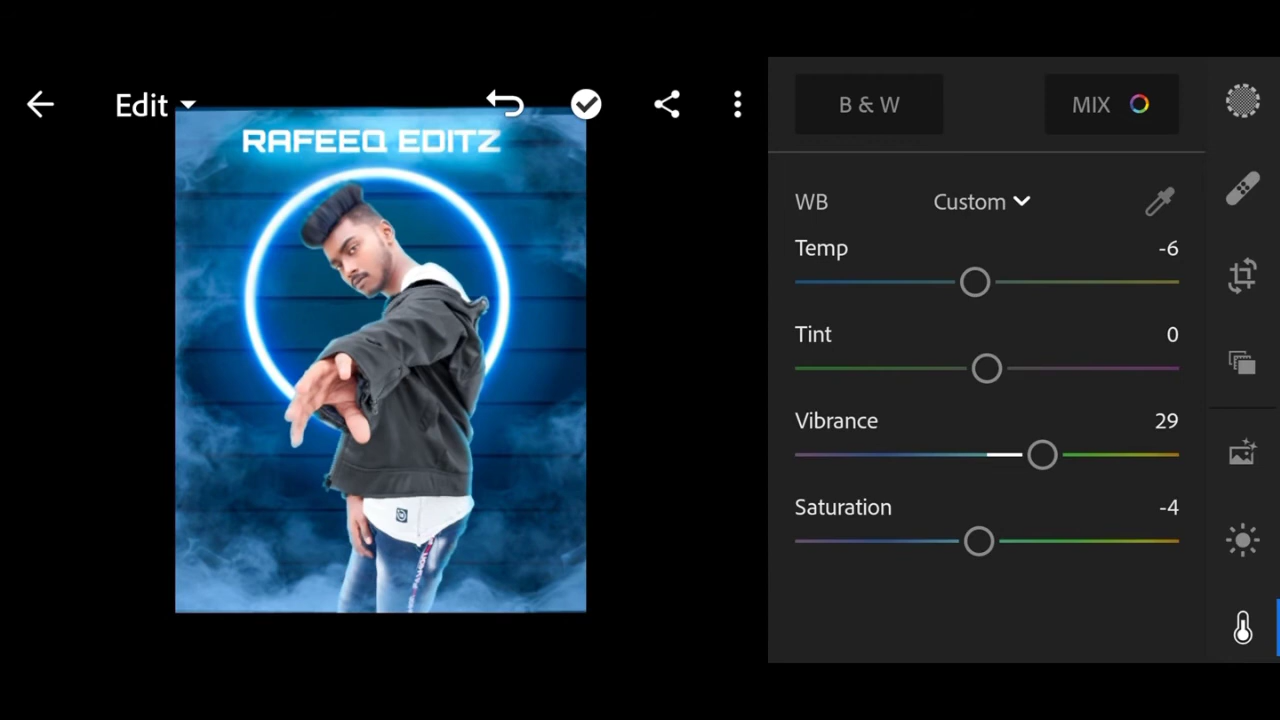 Edit
RAFEEQ EDITZ
B & W
MIX
WB
Custom
Temp
-6
Tint
0
Vibrance
29
Saturation
-4